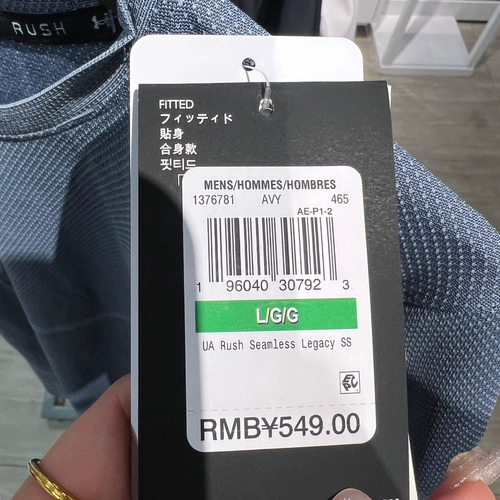 RUSH
FITTED
フィッティド
貼身
合身款
핏티드
MENS/HOMMES/HOMBRES
1376781 AVY 465
AE-P1-2
1 96040 30792 3
L/G/G
UA Rush Seamless Legacy SS
RMB¥549.00